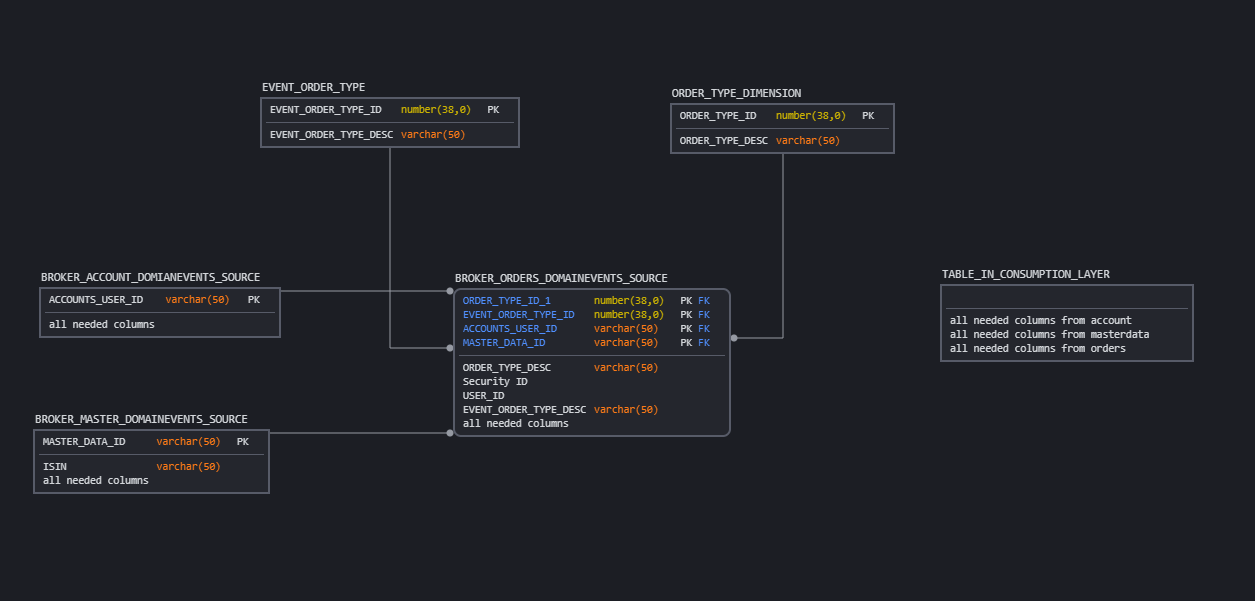 EVENT_ORDER_TYPE
EVENT_ORDER_TYPE_ID number(38,0) PK
EVENT_ORDER_TYPE_DESC varchar(50)
ORDER_TYPE_DIMENSION
ORDER_TYPE_ID number(38,0) PK
ORDER_TYPE_DESC varchar(50)
BROKER_ACCOUNT_DOMIANEVENTS_SOURCE
ACCOUNTS_USER_ID varchar(50) PK
all needed columns
BROKER_ORDERS_DOMAINEVENTS_SOURCE
ORDER_TYPE_ID_1 number(38,0) PK FK
EVENT_ORDER_TYPE_ID number(38,0) PK FK
ACCOUNTS_USER_ID varchar(50) PK FK
MASTER_DATA_ID varchar(50) PK FK
ORDER_TYPE_DESC varchar(50)
Security ID
USER_ID
EVENT_ORDER_TYPE_DESC varchar(50)
all needed columns
TABLE_IN_CONSUMPTION_LAYER
all needed columns from account
all needed columns from masterdata
all needed columns from orders
BROKER_MASTER_DOMAINEVENTS_SOURCE
MASTER_DATA_ID varchar(50) PK
ISIN varchar(50)
all needed columns